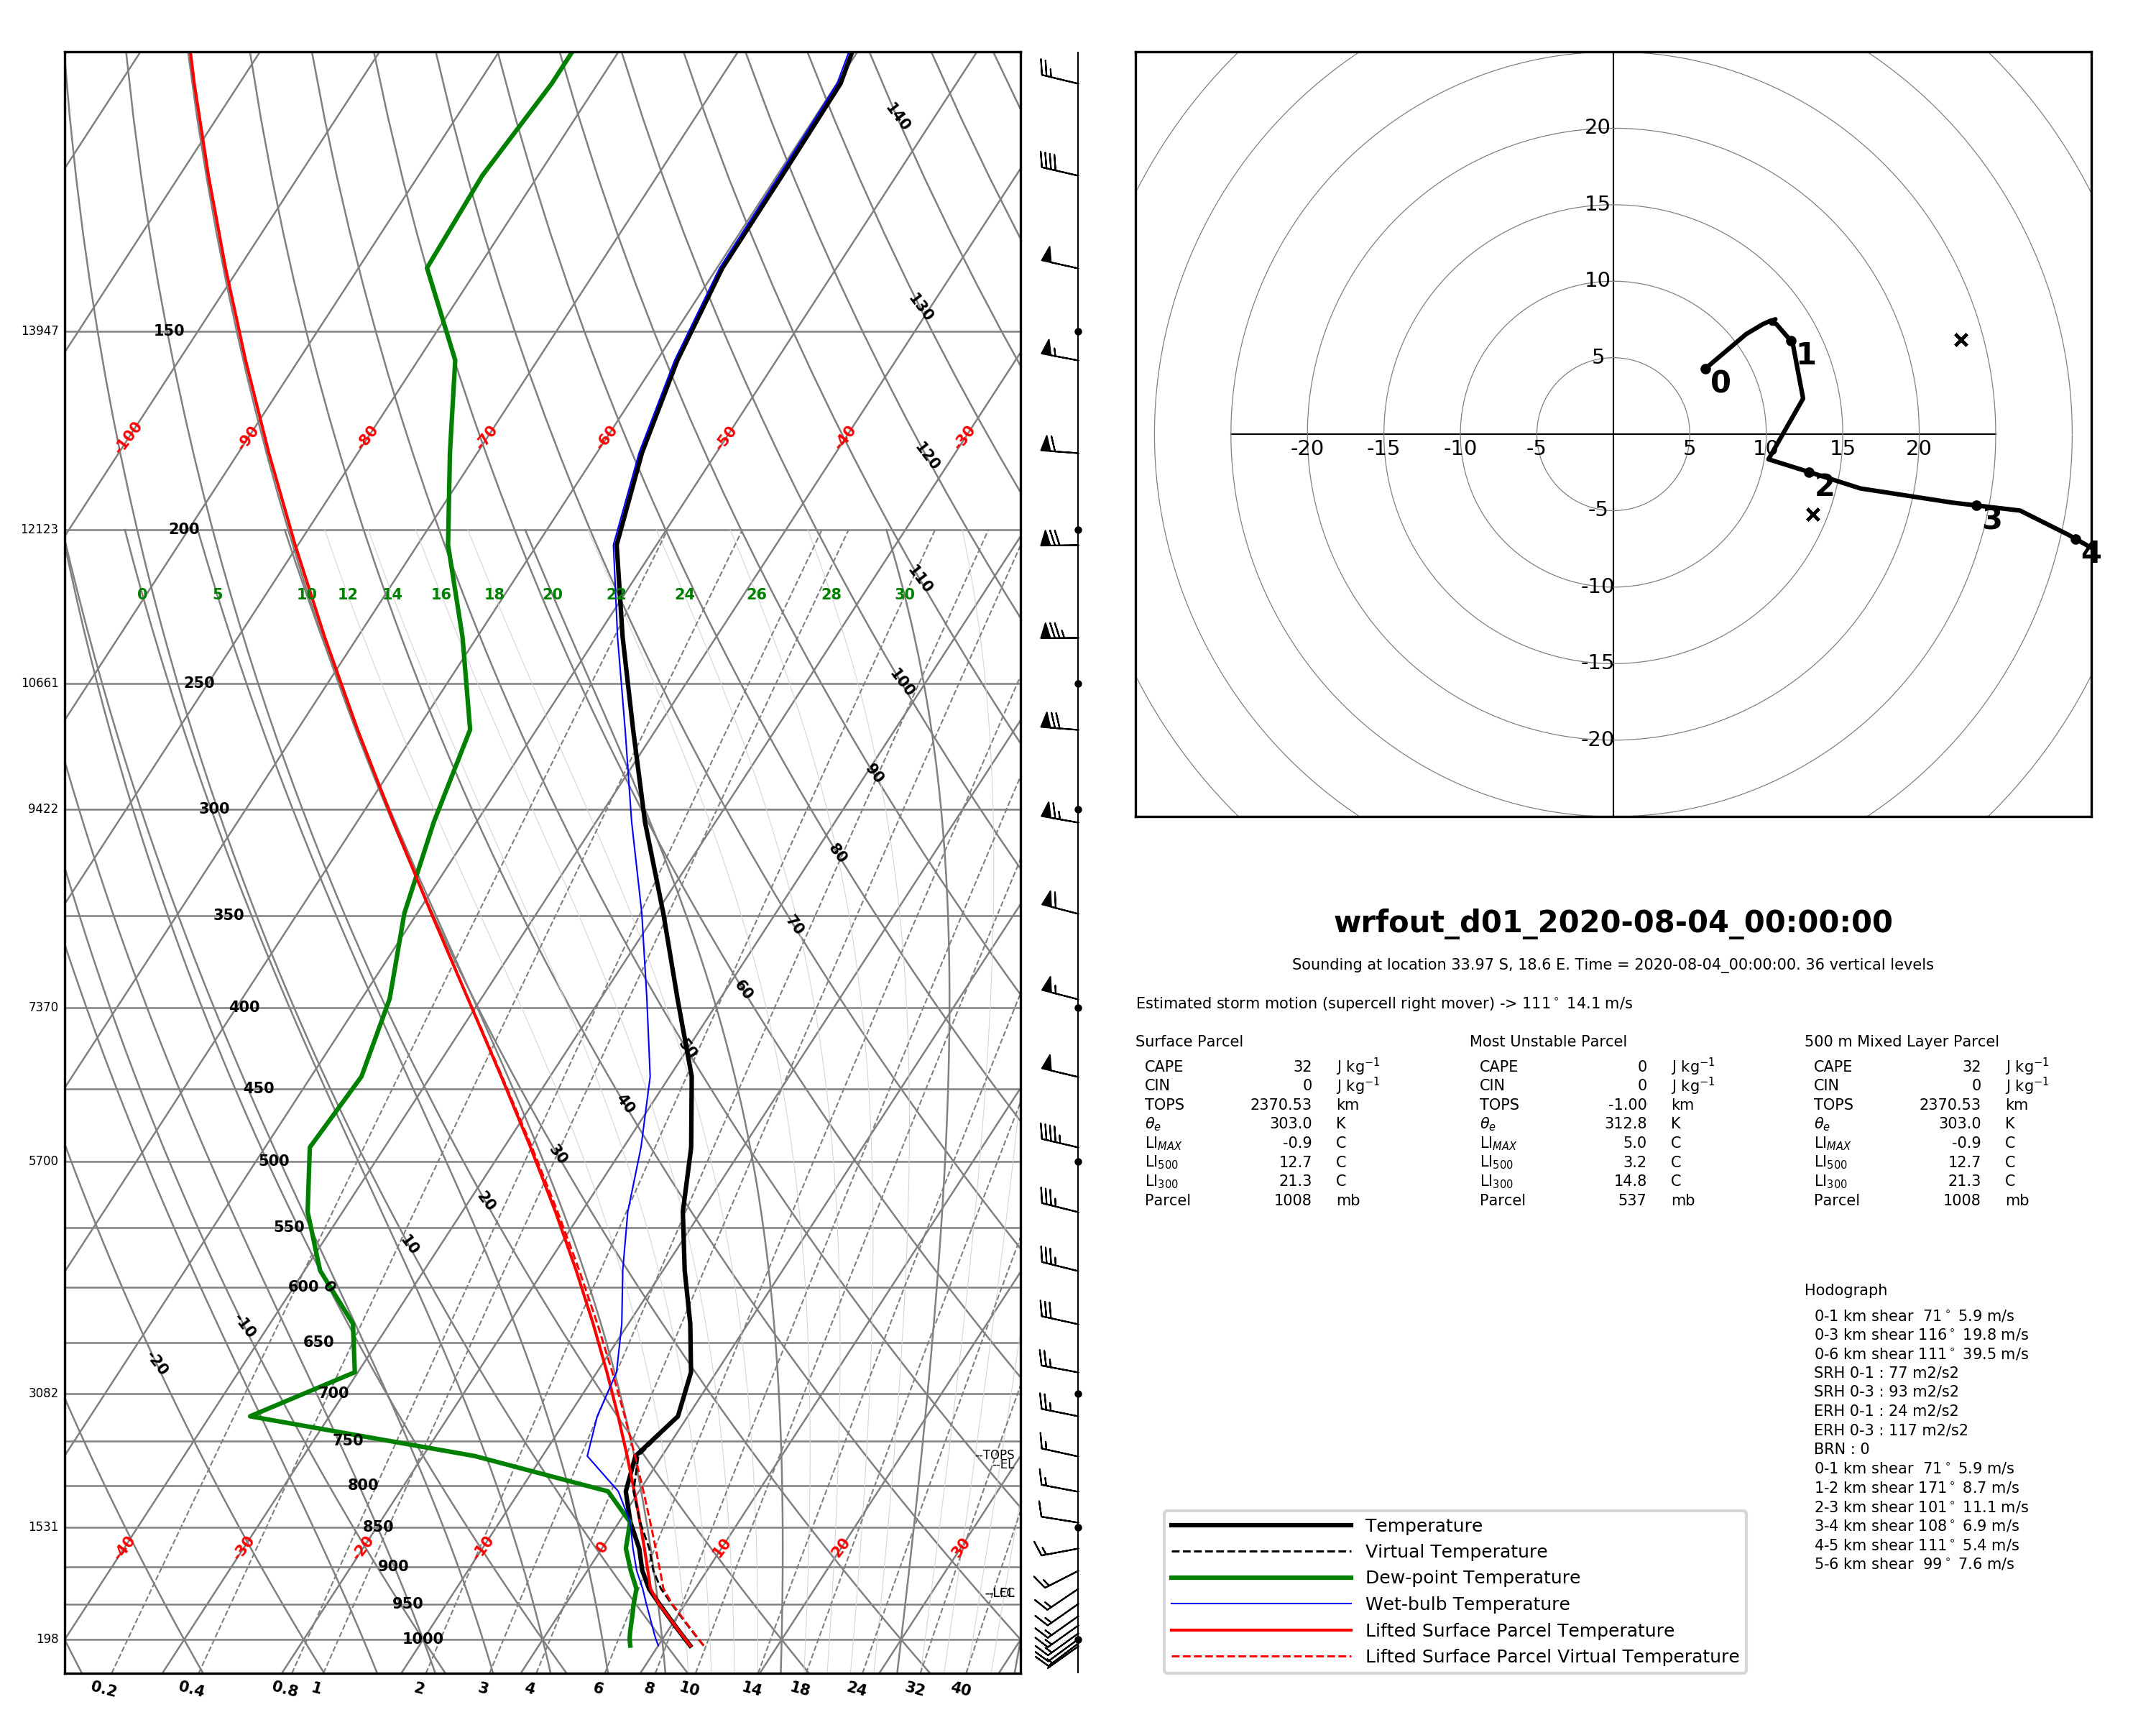 140
13947 150
130
-100 -90 -80 -70 -60 -50 -40 -30
120
12123 200
0 5 10 12 14 16 18 20 22 24 26 28 30
110
10661 250
100
90
9422 300
80
350
70
7370 400
60
50
450
40
5700 500
30
20
550
10
600 0
-10
650
-20
3082 700
750
--TOPS
--EL
800
1531 850
-40 -30 -20 -10 0 10 20 30
900
950
--LCL
198 1000
0.2 0.4 0.8 1 2 3 4 6 8 10 14 18 24 32 40
20
15
10
5
-20 -15 -10 -5 5 10 15 20
-5
-10
-15
-20
0
1
2
3
4
wrfout_d01_2020-08-04_00:00:00
Sounding at location 33.97 S, 18.6 E. Time = 2020-08-04_00:00:00. 36 vertical levels
Estimated storm motion (supercell right mover) -> 111° 14.1 m/s
Surface Parcel
CAPE 32 J kg⁻¹
CIN 0 J kg⁻¹
TOPS 2370.53 km
θₑ 303.0 K
LI_MAX -0.9 C
LI₅₀₀ 12.7 C
LI₃₀₀ 21.3 C
Parcel 1008 mb
Most Unstable Parcel
CAPE 0 J kg⁻¹
CIN 0 J kg⁻¹
TOPS -1.00 km
θₑ 312.8 K
LI_MAX 5.0 C
LI₅₀₀ 3.2 C
LI₃₀₀ 14.8 C
Parcel 537 mb
500 m Mixed Layer Parcel
CAPE 32 J kg⁻¹
CIN 0 J kg⁻¹
TOPS 2370.53 km
θₑ 303.0 K
LI_MAX -0.9 C
LI₅₀₀ 12.7 C
LI₃₀₀ 21.3 C
Parcel 1008 mb
Hodograph
0-1 km shear 71° 5.9 m/s
0-3 km shear 116° 19.8 m/s
0-6 km shear 111° 39.5 m/s
SRH 0-1 : 77 m2/s2
SRH 0-3 : 93 m2/s2
ERH 0-1 : 24 m2/s2
ERH 0-3 : 117 m2/s2
BRN : 0
0-1 km shear 71° 5.9 m/s
1-2 km shear 171° 8.7 m/s
2-3 km shear 101° 11.1 m/s
3-4 km shear 108° 6.9 m/s
4-5 km shear 111° 5.4 m/s
5-6 km shear 99° 7.6 m/s
Temperature
Virtual Temperature
Dew-point Temperature
Wet-bulb Temperature
Lifted Surface Parcel Temperature
Lifted Surface Parcel Virtual Temperature